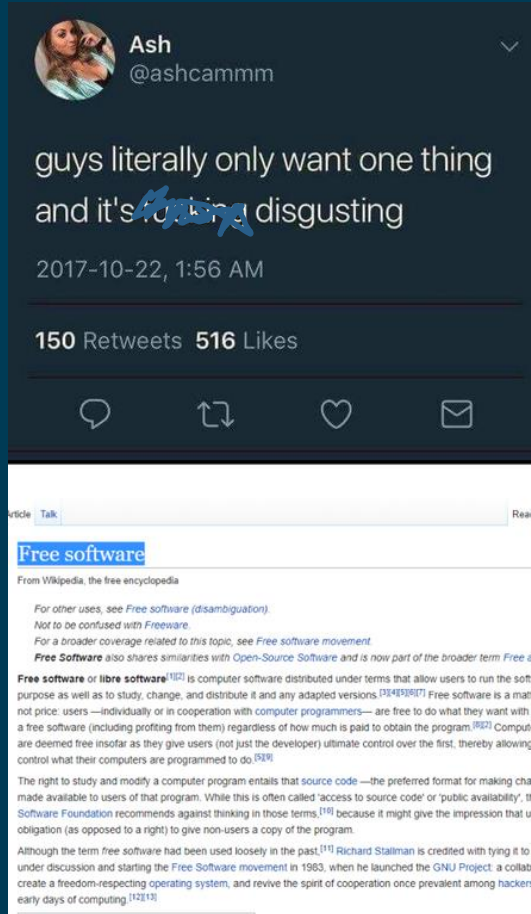 Ash
@ashcammm
guys literally only want one thing
and it's disgusting
2017-10-22, 1:56 AM
150 Retweets 516 Likes
Article Talk Rea
Free software
From Wikipedia, the free encyclopedia
For other uses, see Free software (disambiguation).
Not to be confused with Freeware.
For a broader coverage related to this topic, see Free software movement.
Free Software also shares similarities with Open-Source Software and is now part of the broader term Free a
Free software or libre software[1][2] is computer software distributed under terms that allow users to run the soft
purpose as well as to study, change, and distribute it and any adapted versions.[3][4][5][6][7] Free software is a mat
not price: users —individually or in cooperation with computer programmers— are free to do what they want with
a free software (including profiting from them) regardless of how much is paid to obtain the program.[8][2] Compute
are deemed free insofar as they give users (not just the developer) ultimate control over the first, thereby allowing
control what their computers are programmed to do.[5][9]
The right to study and modify a computer program entails that source code —the preferred format for making cha
made available to users of that program. While this is often called 'access to source code' or 'public availability', th
Software Foundation recommends against thinking in those terms,[10] because it might give the impression that u
obligation (as opposed to a right) to give non-users a copy of the program.
Although the term free software had been used loosely in the past,[11] Richard Stallman is credited with tying it to
under discussion and starting the Free Software movement in 1983, when he launched the GNU Project: a collab
create a freedom-respecting operating system, and revive the spirit of cooperation once prevalent among hackers
early days of computing.[12][13]